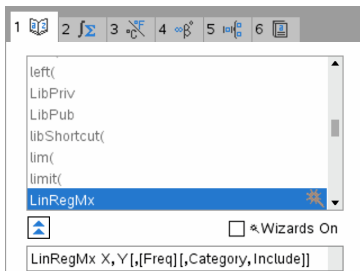 1 2 ∫Σ 3 °C°F 4 ∞β° 5 6
left(
LibPriv
LibPub
libShortcut(
lim(
limit(
LinRegMx
Wizards On
LinRegMx X,Y[,[Freq][,Category,Include]]